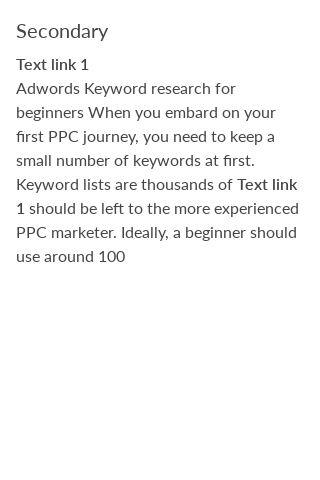 Secondary
Text link 1
Adwords Keyword research for
beginners When you embard on your
first PPC journey, you need to keep a
small number of keywords at first.
Keyword lists are thousands of Text link
1 should be left to the more experienced
PPC marketer. Ideally, a beginner should
use around 100